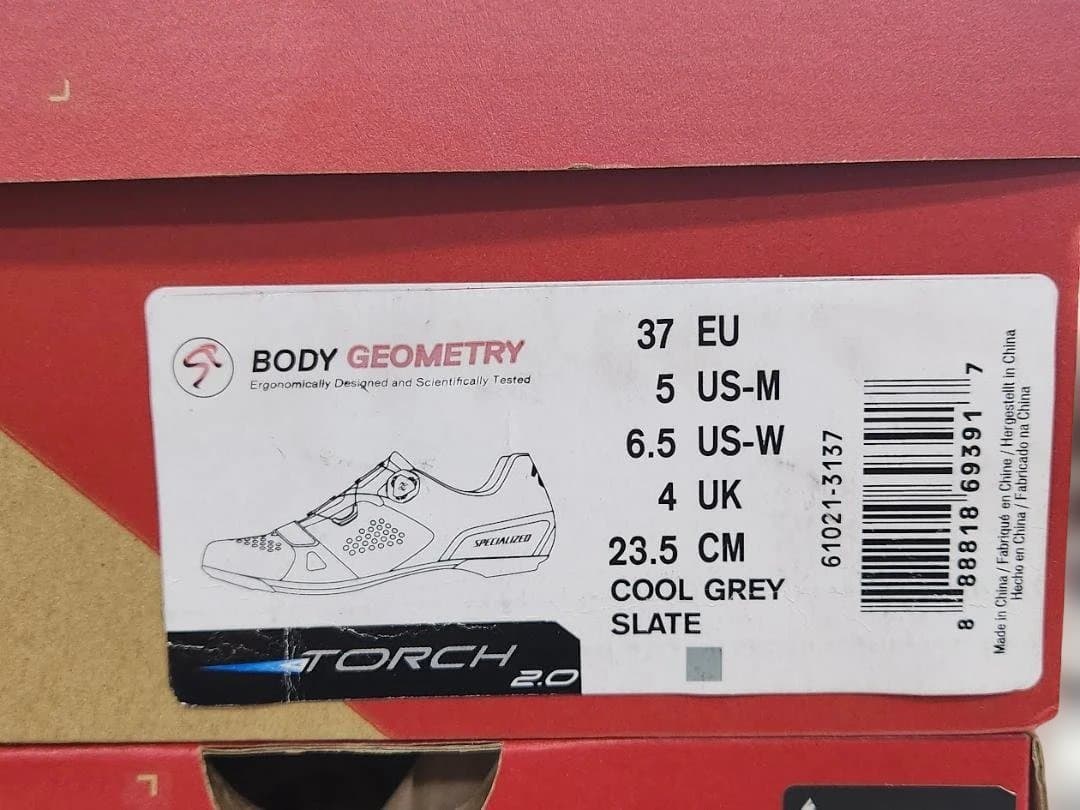 BODY GEOMETRY
Ergonomically Designed and Scientifically Tested
SPECIALIZED
TORCH
2.0
37 EU
5 US-M
6.5 US-W
4 UK
23.5 CM
COOL GREY
SLATE
61021-3137
8 88818 69391 7
Made in China / Fabriqué en Chine / Hergestellt in China
Hecho en China / Fabricado na China